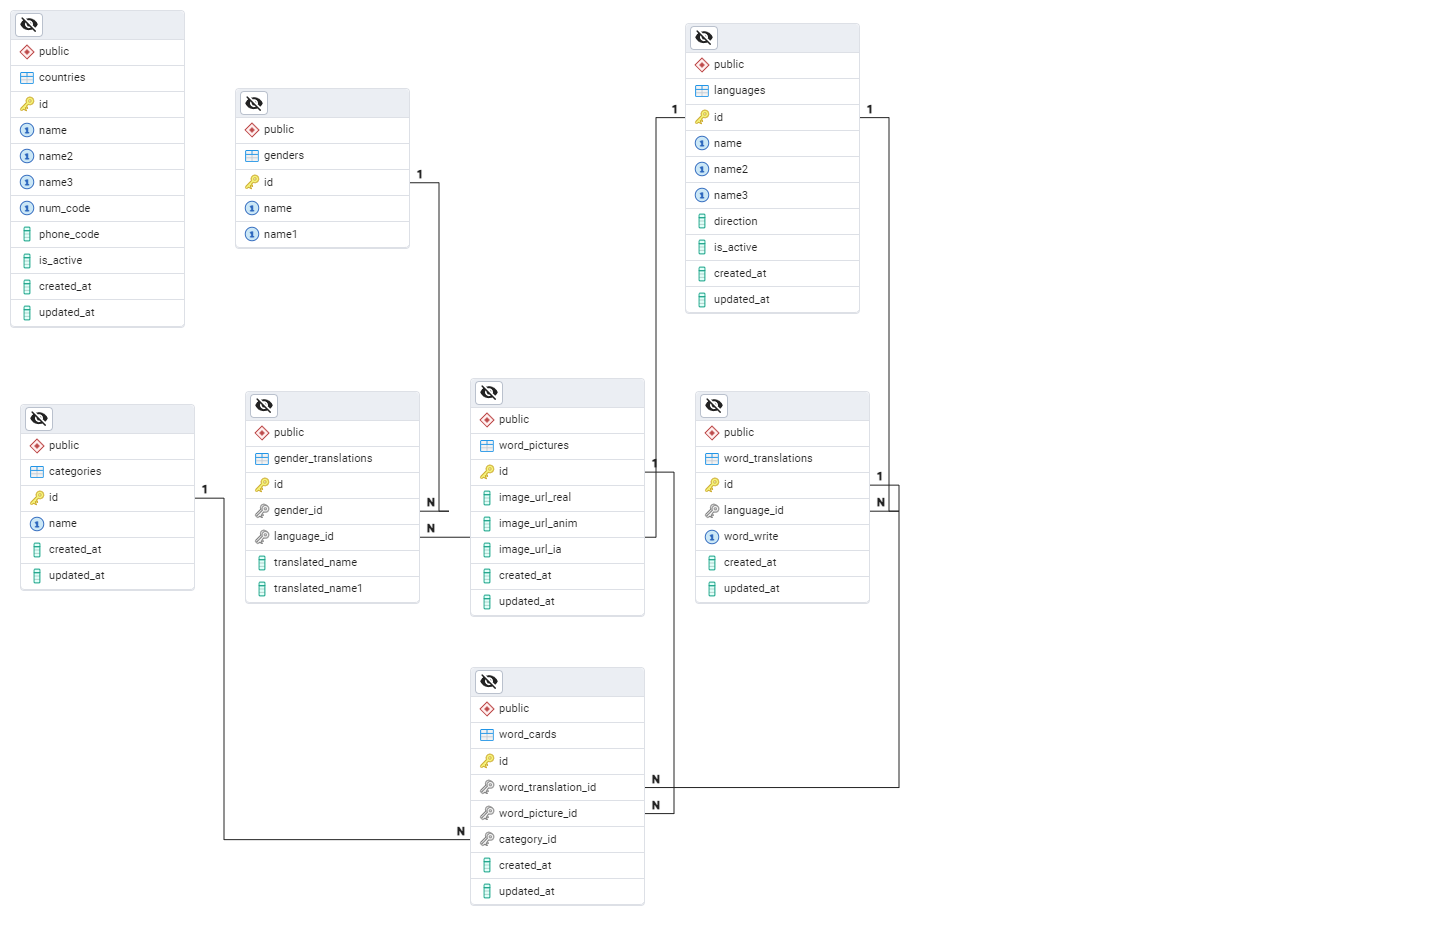 public
countries
id
name
name2
name3
num_code
phone_code
is_active
created_at
updated_at
public
genders
id
name
name1
1
public
languages
id
name
name2
name3
direction
is_active
created_at
updated_at
1
1
public
categories
id
name
created_at
updated_at
1
public
gender_translations
id
gender_id
language_id
translated_name
translated_name1
N
N
public
word_pictures
id
image_url_real
image_url_anim
image_url_ia
created_at
updated_at
1
public
word_translations
id
language_id
word_write
created_at
updated_at
1
N
public
word_cards
id
word_translation_id
word_picture_id
category_id
created_at
updated_at
N
N
N